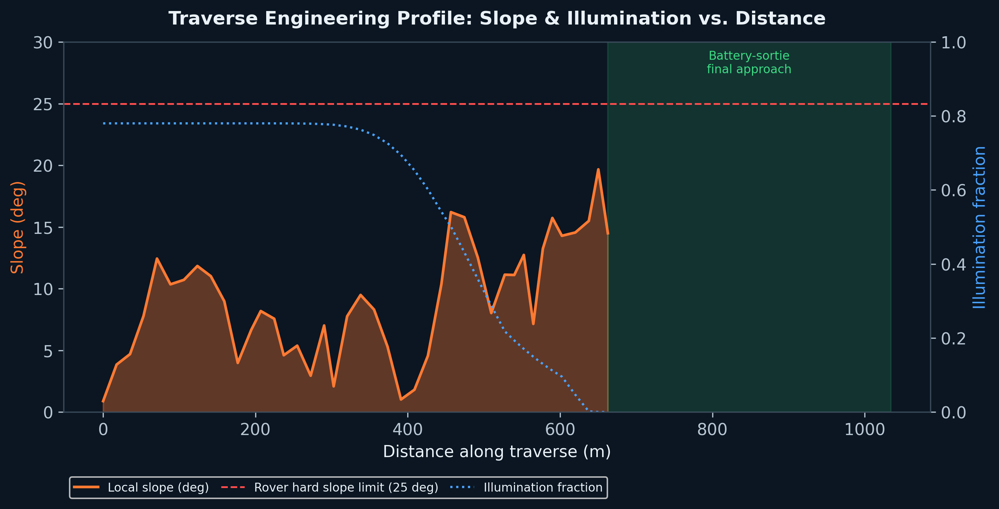 Traverse Engineering Profile: Slope & Illumination vs. Distance
30
25
20
15
10
5
0
Slope (deg)
Battery-sortie
final approach
1.0
0.8
0.6
0.4
0.2
0.0
Illumination fraction
0 200 400 600 800 1000
Distance along traverse (m)
Local slope (deg) Rover hard slope limit (25 deg) Illumination fraction